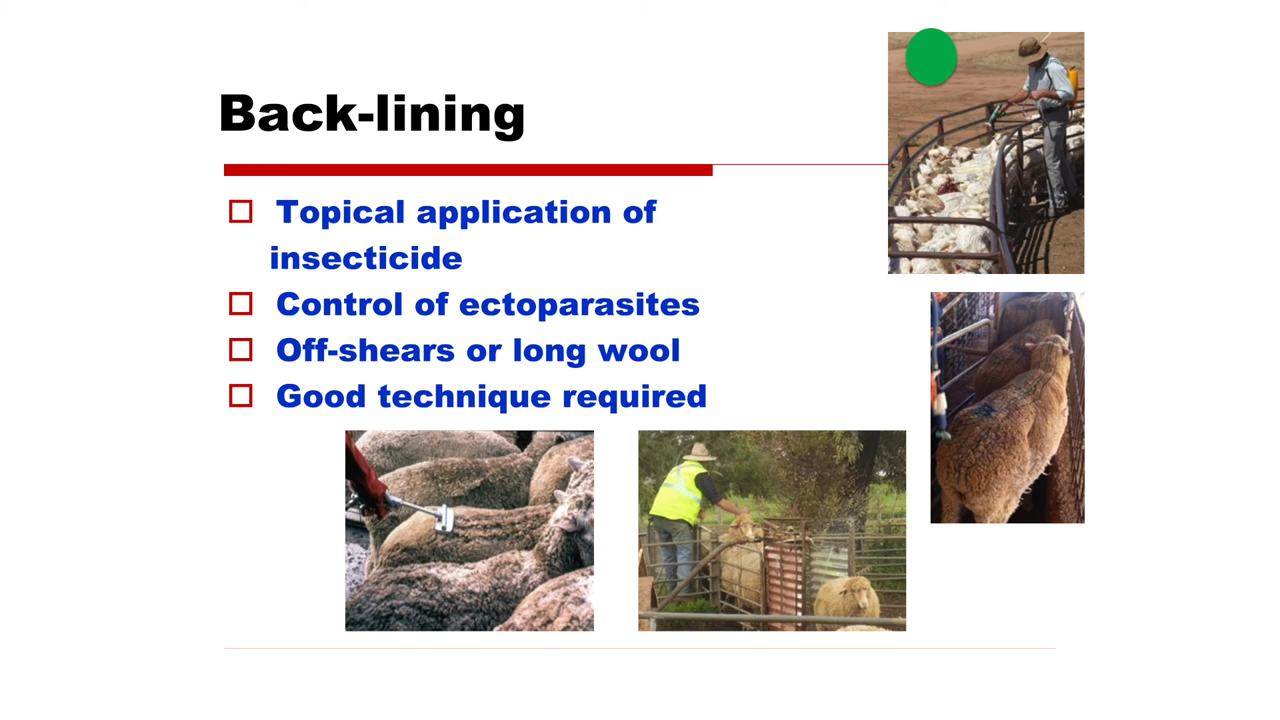 Back-lining
Topical application of
insecticide
Control of ectoparasites
Off-shears or long wool
Good technique required